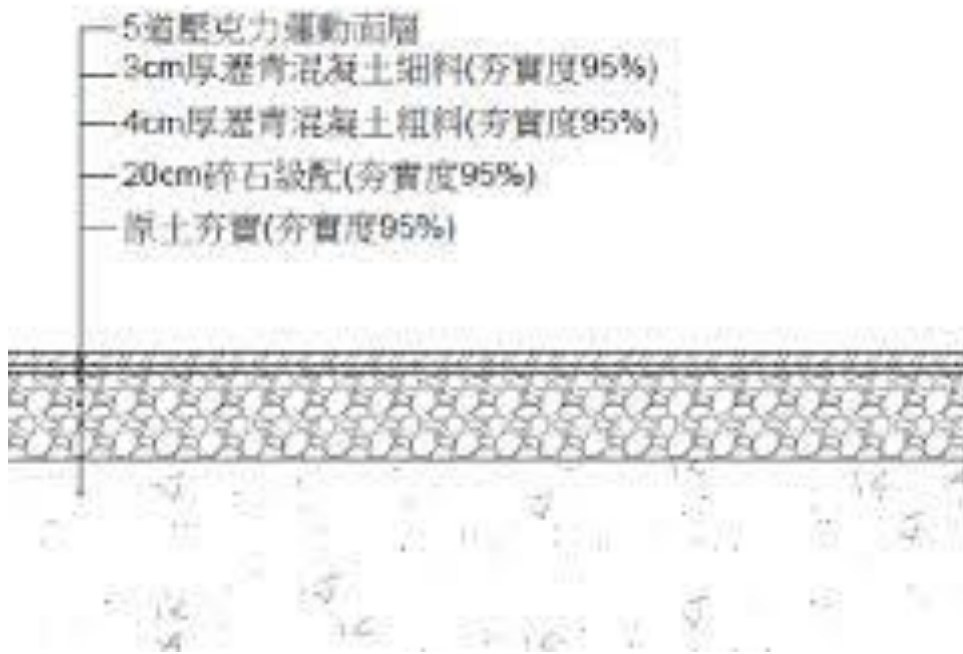 5道壓克力運動面層
3cm厚瀝青混凝土細料(夯實度95%)
4cm厚瀝青混凝土粗料(夯實度95%)
20cm碎石級配(夯實度95%)
原土夯實(夯實度95%)